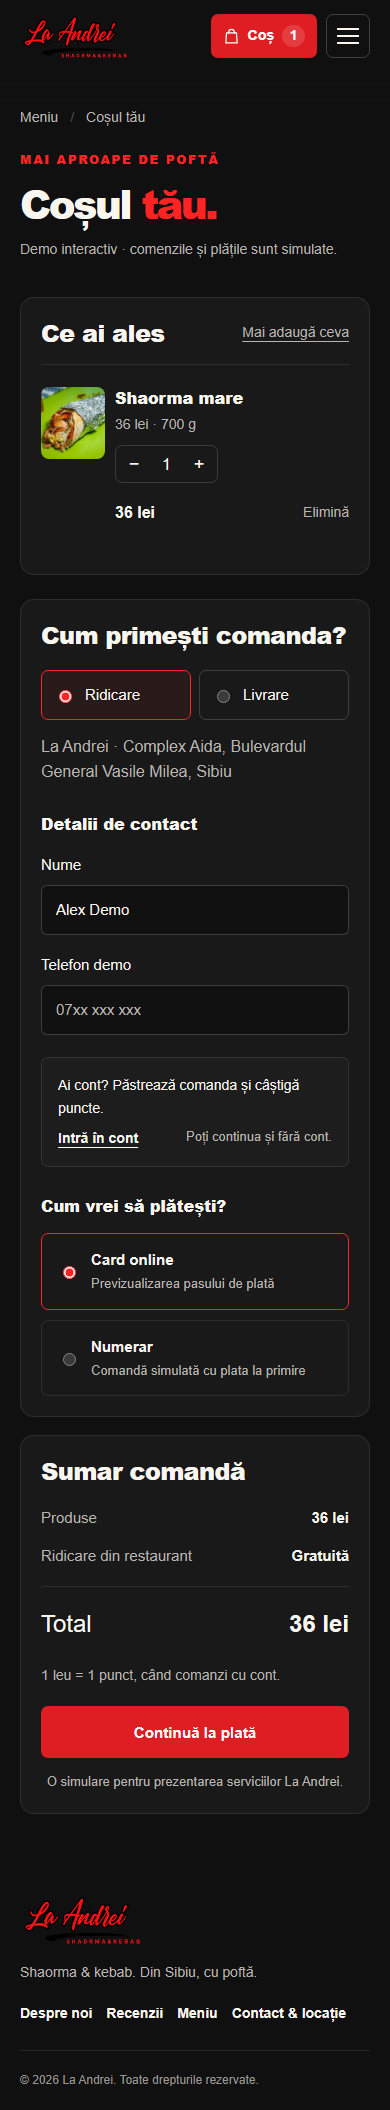 La Andrei
SHAORMA&KEBAB
Coș 1
Meniu / Coșul tău
MAI APROAPE DE POFTĂ
Coșul tău.
Demo interactiv · comenzile și plățile sunt simulate.
Ce ai ales
Mai adaugă ceva
Shaorma mare
36 lei · 700 g
− 1 +
36 lei
Elimină
Cum primești comanda?
Ridicare
Livrare
La Andrei · Complex Aida, Bulevardul
General Vasile Milea, Sibiu
Detalii de contact
Nume
Alex Demo
Telefon demo
07xx xxx xxx
Ai cont? Păstrează comanda și câștigă
puncte.
Intră în cont
Poți continua și fără cont.
Cum vrei să plătești?
Card online
Previzualizarea pasului de plată
Numerar
Comandă simulată cu plata la primire
Sumar comandă
Produse 36 lei
Ridicare din restaurant Gratuită
Total 36 lei
1 leu = 1 punct, când comanzi cu cont.
Continuă la plată
O simulare pentru prezentarea serviciilor La Andrei.
La Andrei
SHAORMA&KEBAB
Shaorma & kebab. Din Sibiu, cu poftă.
Despre noi Recenzii Meniu Contact & locație
© 2026 La Andrei. Toate drepturile rezervate.